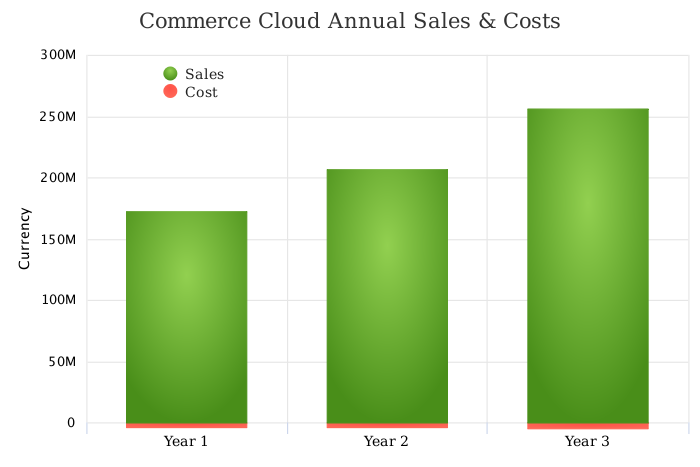 Commerce Cloud Annual Sales & Costs
300M
Sales
Cost
250M
200M
150M
100M
50M
0
Currency
Year 1
Year 2
Year 3